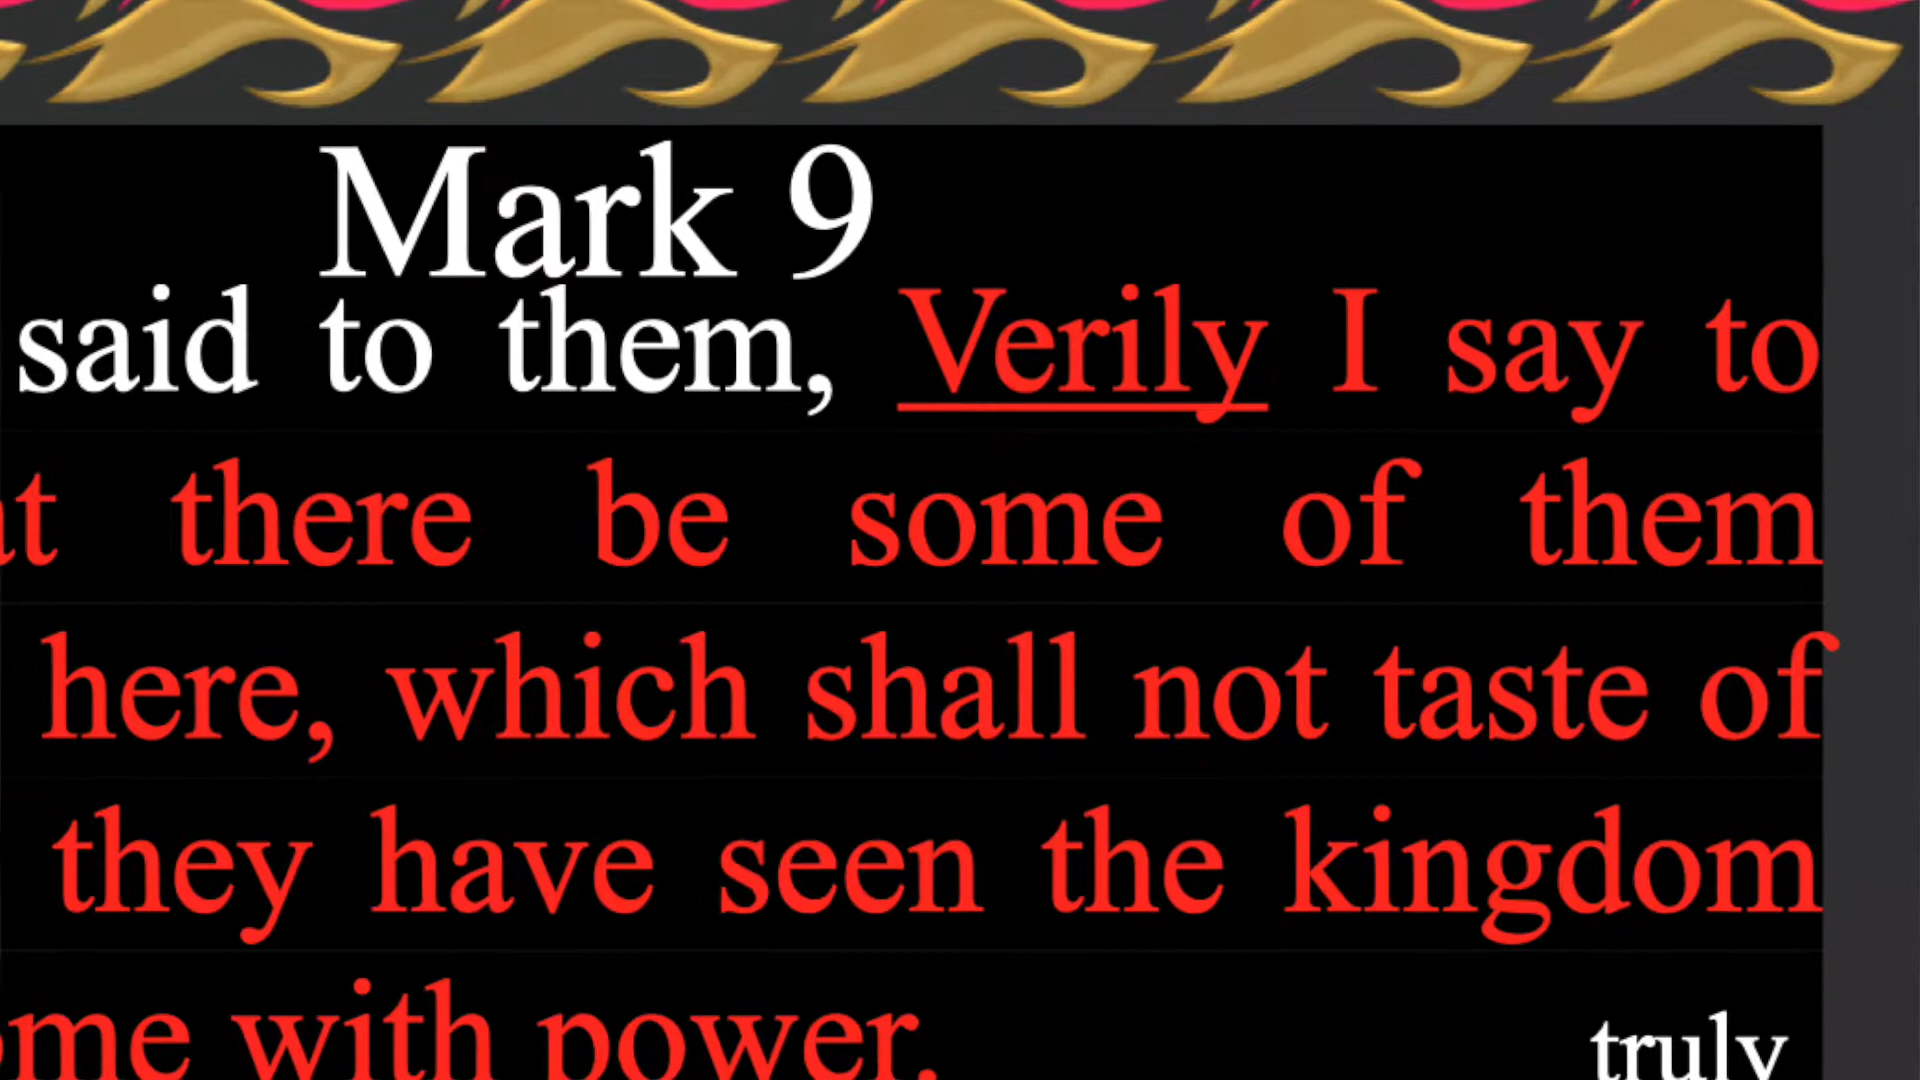 Mark 9
said to them, Verily I say to
there be some of them
here, which shall not taste of
they have seen the kingdom
with power.
truly